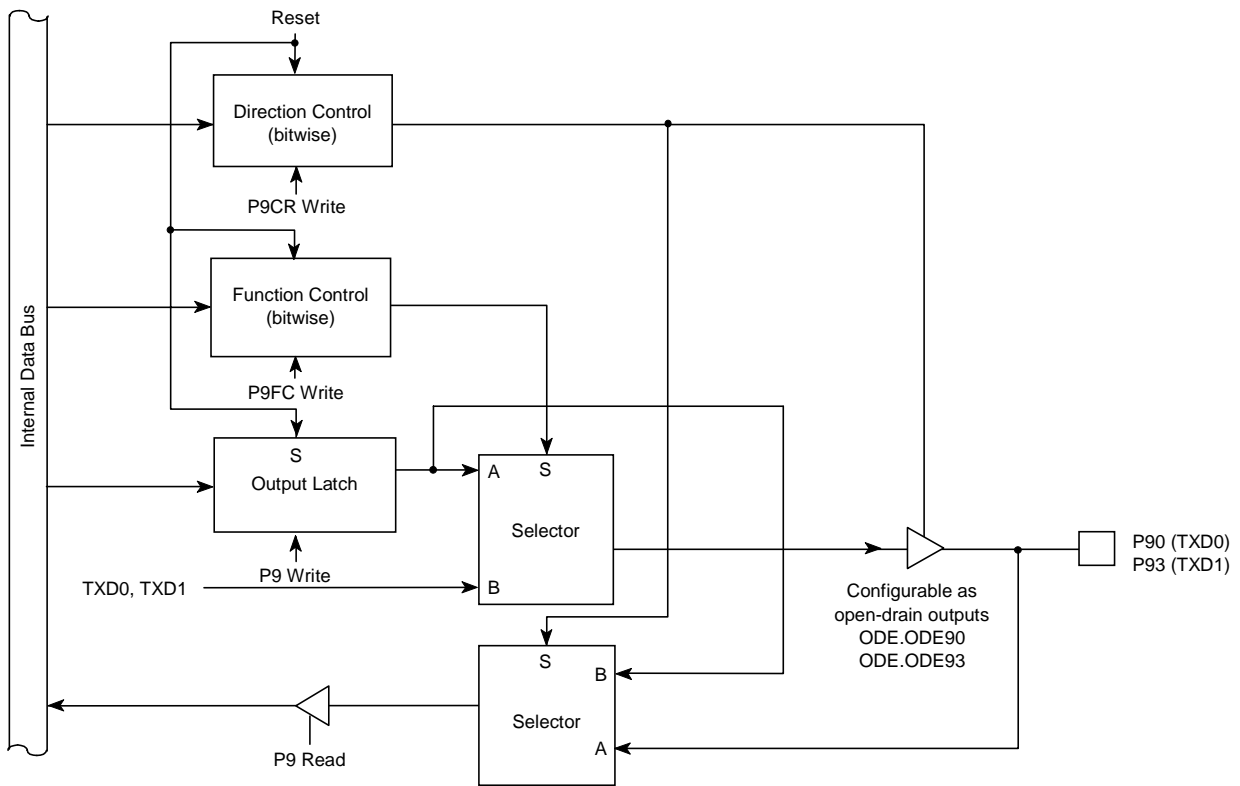 Reset
Direction Control
(bitwise)
P9CR Write
Function Control
(bitwise)
P9FC Write
Internal Data Bus
S
Output Latch
P9 Write
TXD0, TXD1
A
S
Selector
B
P90 (TXD0)
P93 (TXD1)
Configurable as
open-drain outputs
ODE.ODE90
ODE.ODE93
S
B
Selector
A
P9 Read